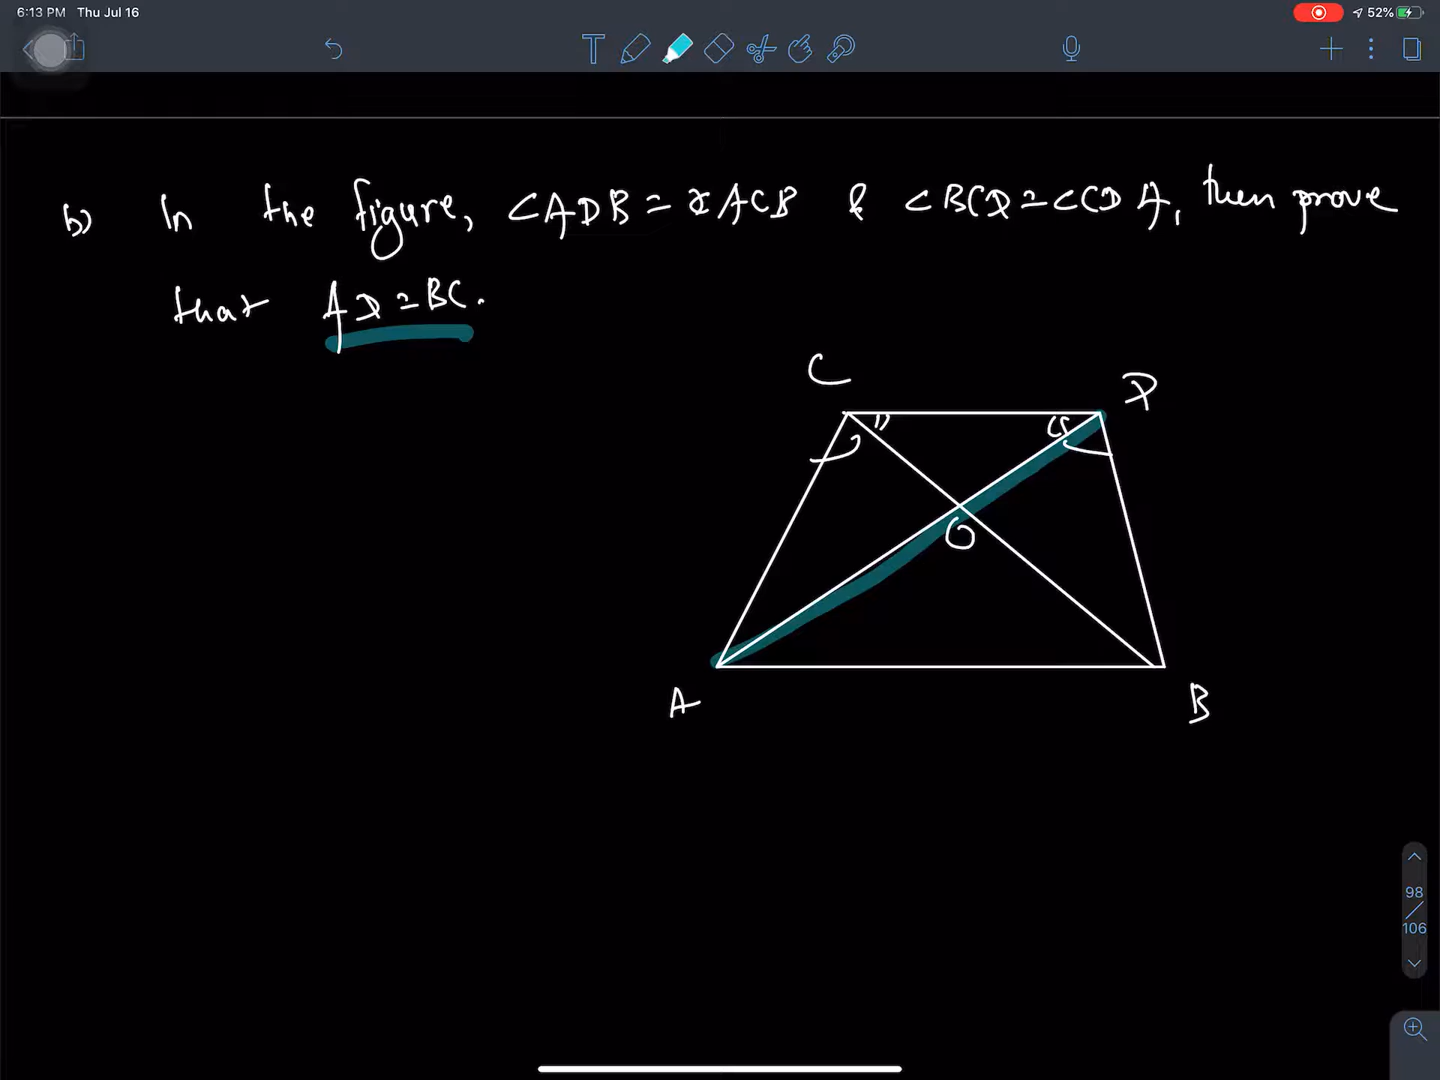 6:13 PM Thu Jul 16
52%
b) In the figure, ∠ADB = ∠ACB & ∠BCD = ∠CDA, then prove
that AD = BC.
C
D
O
A
B
98
106